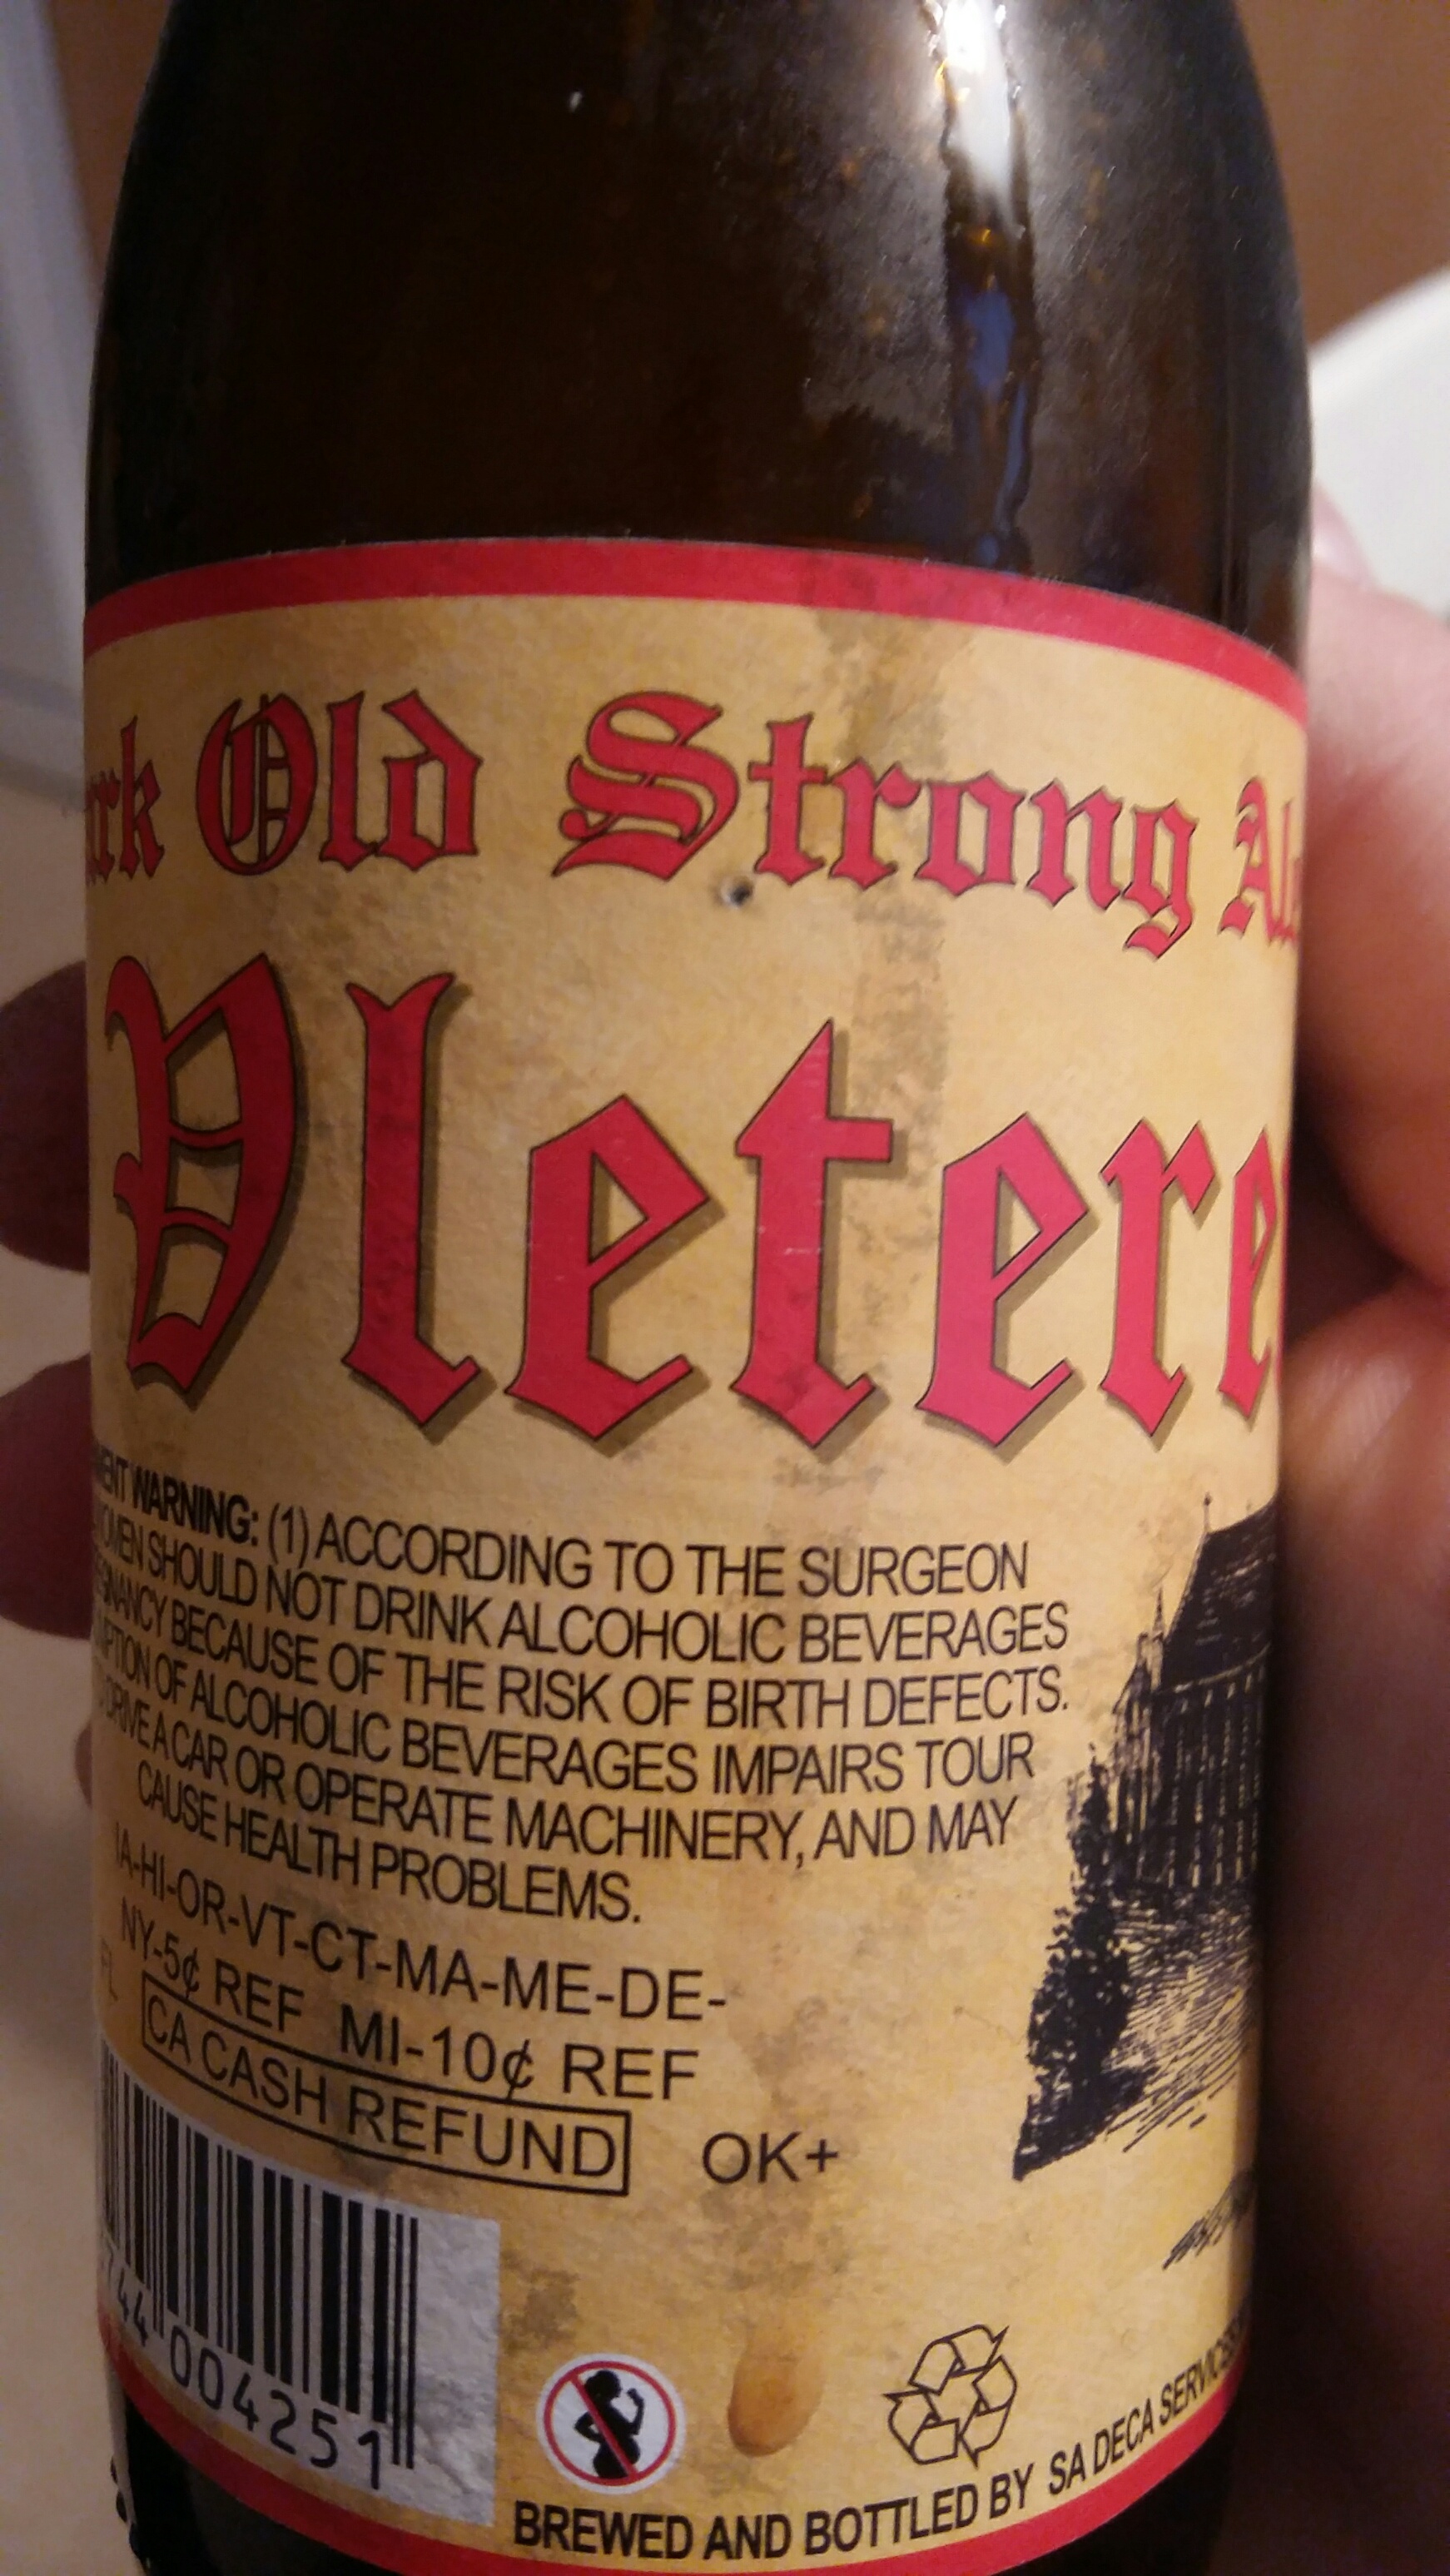 Old Strong
Vletere
WARNING: (1) ACCORDING TO THE SURGEON
SHOULD NOT DRINK ALCOHOLIC BEVERAGES
BECAUSE OF THE RISK OF BIRTH DEFECTS.
OF ALCOHOLIC BEVERAGES IMPAIRS TOUR
DRIVE A CAR OR OPERATE MACHINERY, AND MAY
CAUSE HEALTH PROBLEMS.
IA-HI-OR-VT-CT-MA-ME-DE-
NY-5¢ REF MI-10¢ REF
CA CASH REFUND OK+
44 004251
BREWED AND BOTTLED BY SA DECA SERVICES